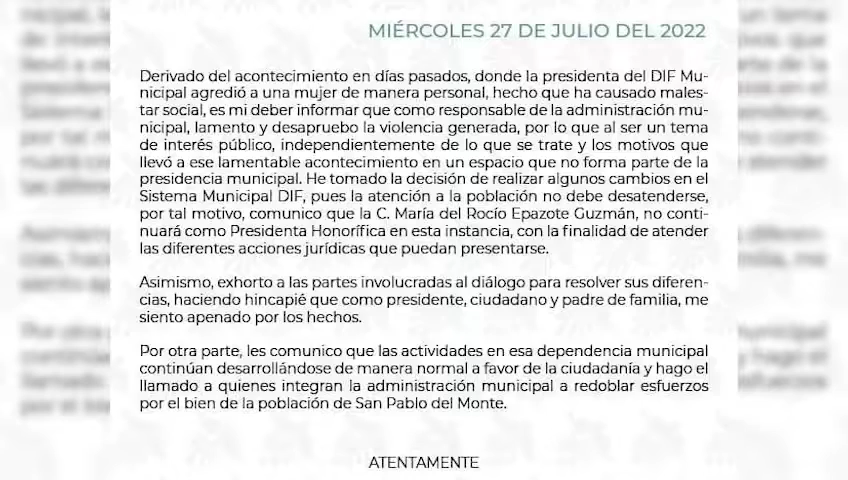 MIÉRCOLES 27 DE JULIO DEL 2022
Derivado del acontecimiento en días pasados, donde la presidenta del DIF Mu-
nicipal agredió a una mujer de manera personal, hecho que ha causado males-
tar social, es mi deber informar que como responsable de la administración mu-
nicipal, lamento y desapruebo la violencia generada, por lo que al ser un tema
de interés público, independientemente de lo que se trate y los motivos que
llevó a ese lamentable acontecimiento en un espacio que no forma parte de la
presidencia municipal. He tomado la decisión de realizar algunos cambios en el
Sistema Municipal DIF, pues la atención a la población no debe desatenderse,
por tal motivo, comunico que la C. María del Rocío Epazote Guzmán, no conti-
nuará como Presidenta Honorífica en esta instancia, con la finalidad de atender
las diferentes acciones jurídicas que puedan presentarse.
Asimismo, exhorto a las partes involucradas al diálogo para resolver sus diferen-
cias, haciendo hincapié que como presidente, ciudadano y padre de familia, me
siento apenado por los hechos.
Por otra parte, les comunico que las actividades en esa dependencia municipal
continúan desarrollándose de manera normal a favor de la ciudadanía y hago el
llamado a quienes integran la administración municipal a redoblar esfuerzos
por el bien de la población de San Pablo del Monte.
ATENTAMENTE